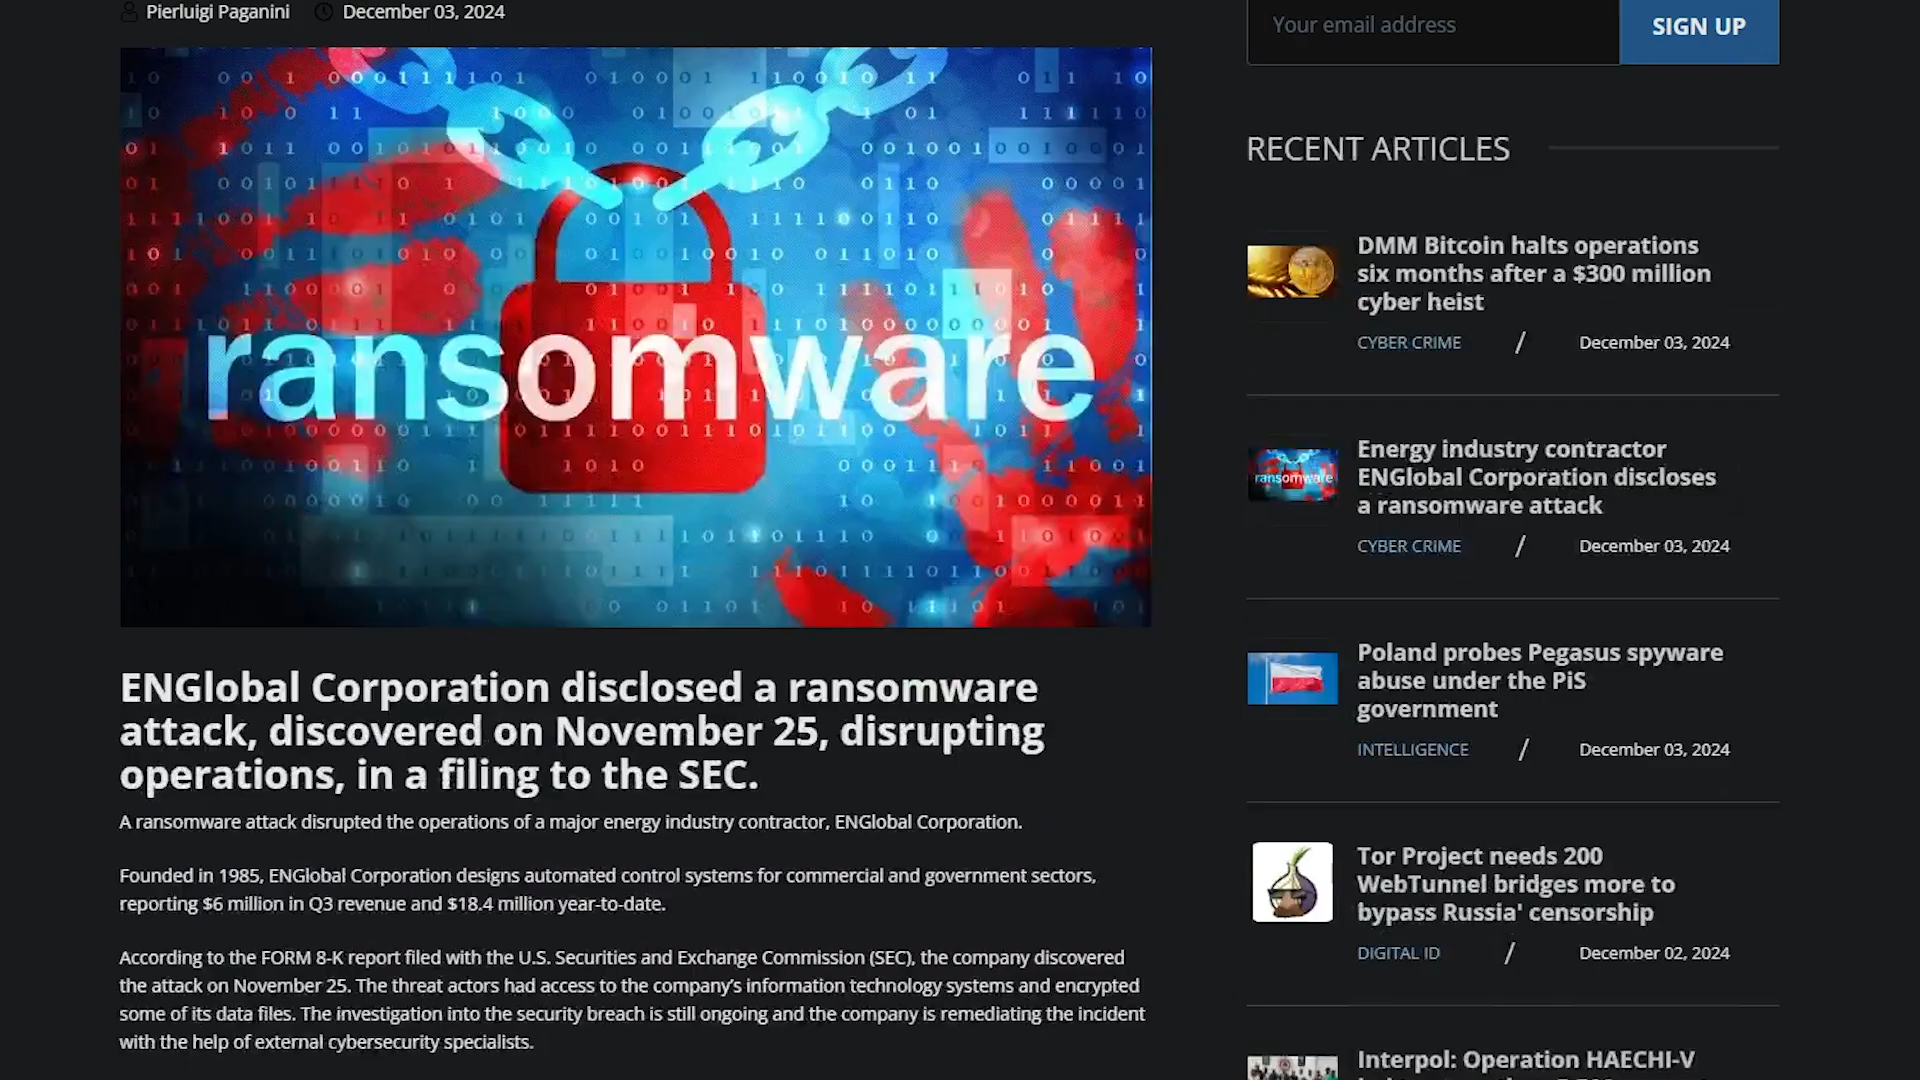 Pierluigi Paganini December 03, 2024
ransomware
ENGlobal Corporation disclosed a ransomware
attack, discovered on November 25, disrupting
operations, in a filing to the SEC.
A ransomware attack disrupted the operations of a major energy industry contractor, ENGlobal Corporation.
Founded in 1985, ENGlobal Corporation designs automated control systems for commercial and government sectors,
reporting $6 million in Q3 revenue and $18.4 million year-to-date.
According to the FORM 8-K report filed with the U.S. Securities and Exchange Commission (SEC), the company discovered
the attack on November 25. The threat actors had access to the company’s information technology systems and encrypted
some of its data files. The investigation into the security breach is still ongoing and the company is remediating the incident
with the help of external cybersecurity specialists.
Your email address
SIGN UP
RECENT ARTICLES
DMM Bitcoin halts operations
six months after a $300 million
cyber heist
CYBER CRIME / December 03, 2024
ransomware
Energy industry contractor
ENGlobal Corporation discloses
a ransomware attack
CYBER CRIME / December 03, 2024
Poland probes Pegasus spyware
abuse under the PiS
government
INTELLIGENCE / December 03, 2024
Tor Project needs 200
WebTunnel bridges more to
bypass Russia' censorship
DIGITAL ID / December 02, 2024
Interpol: Operation HAECHI-V